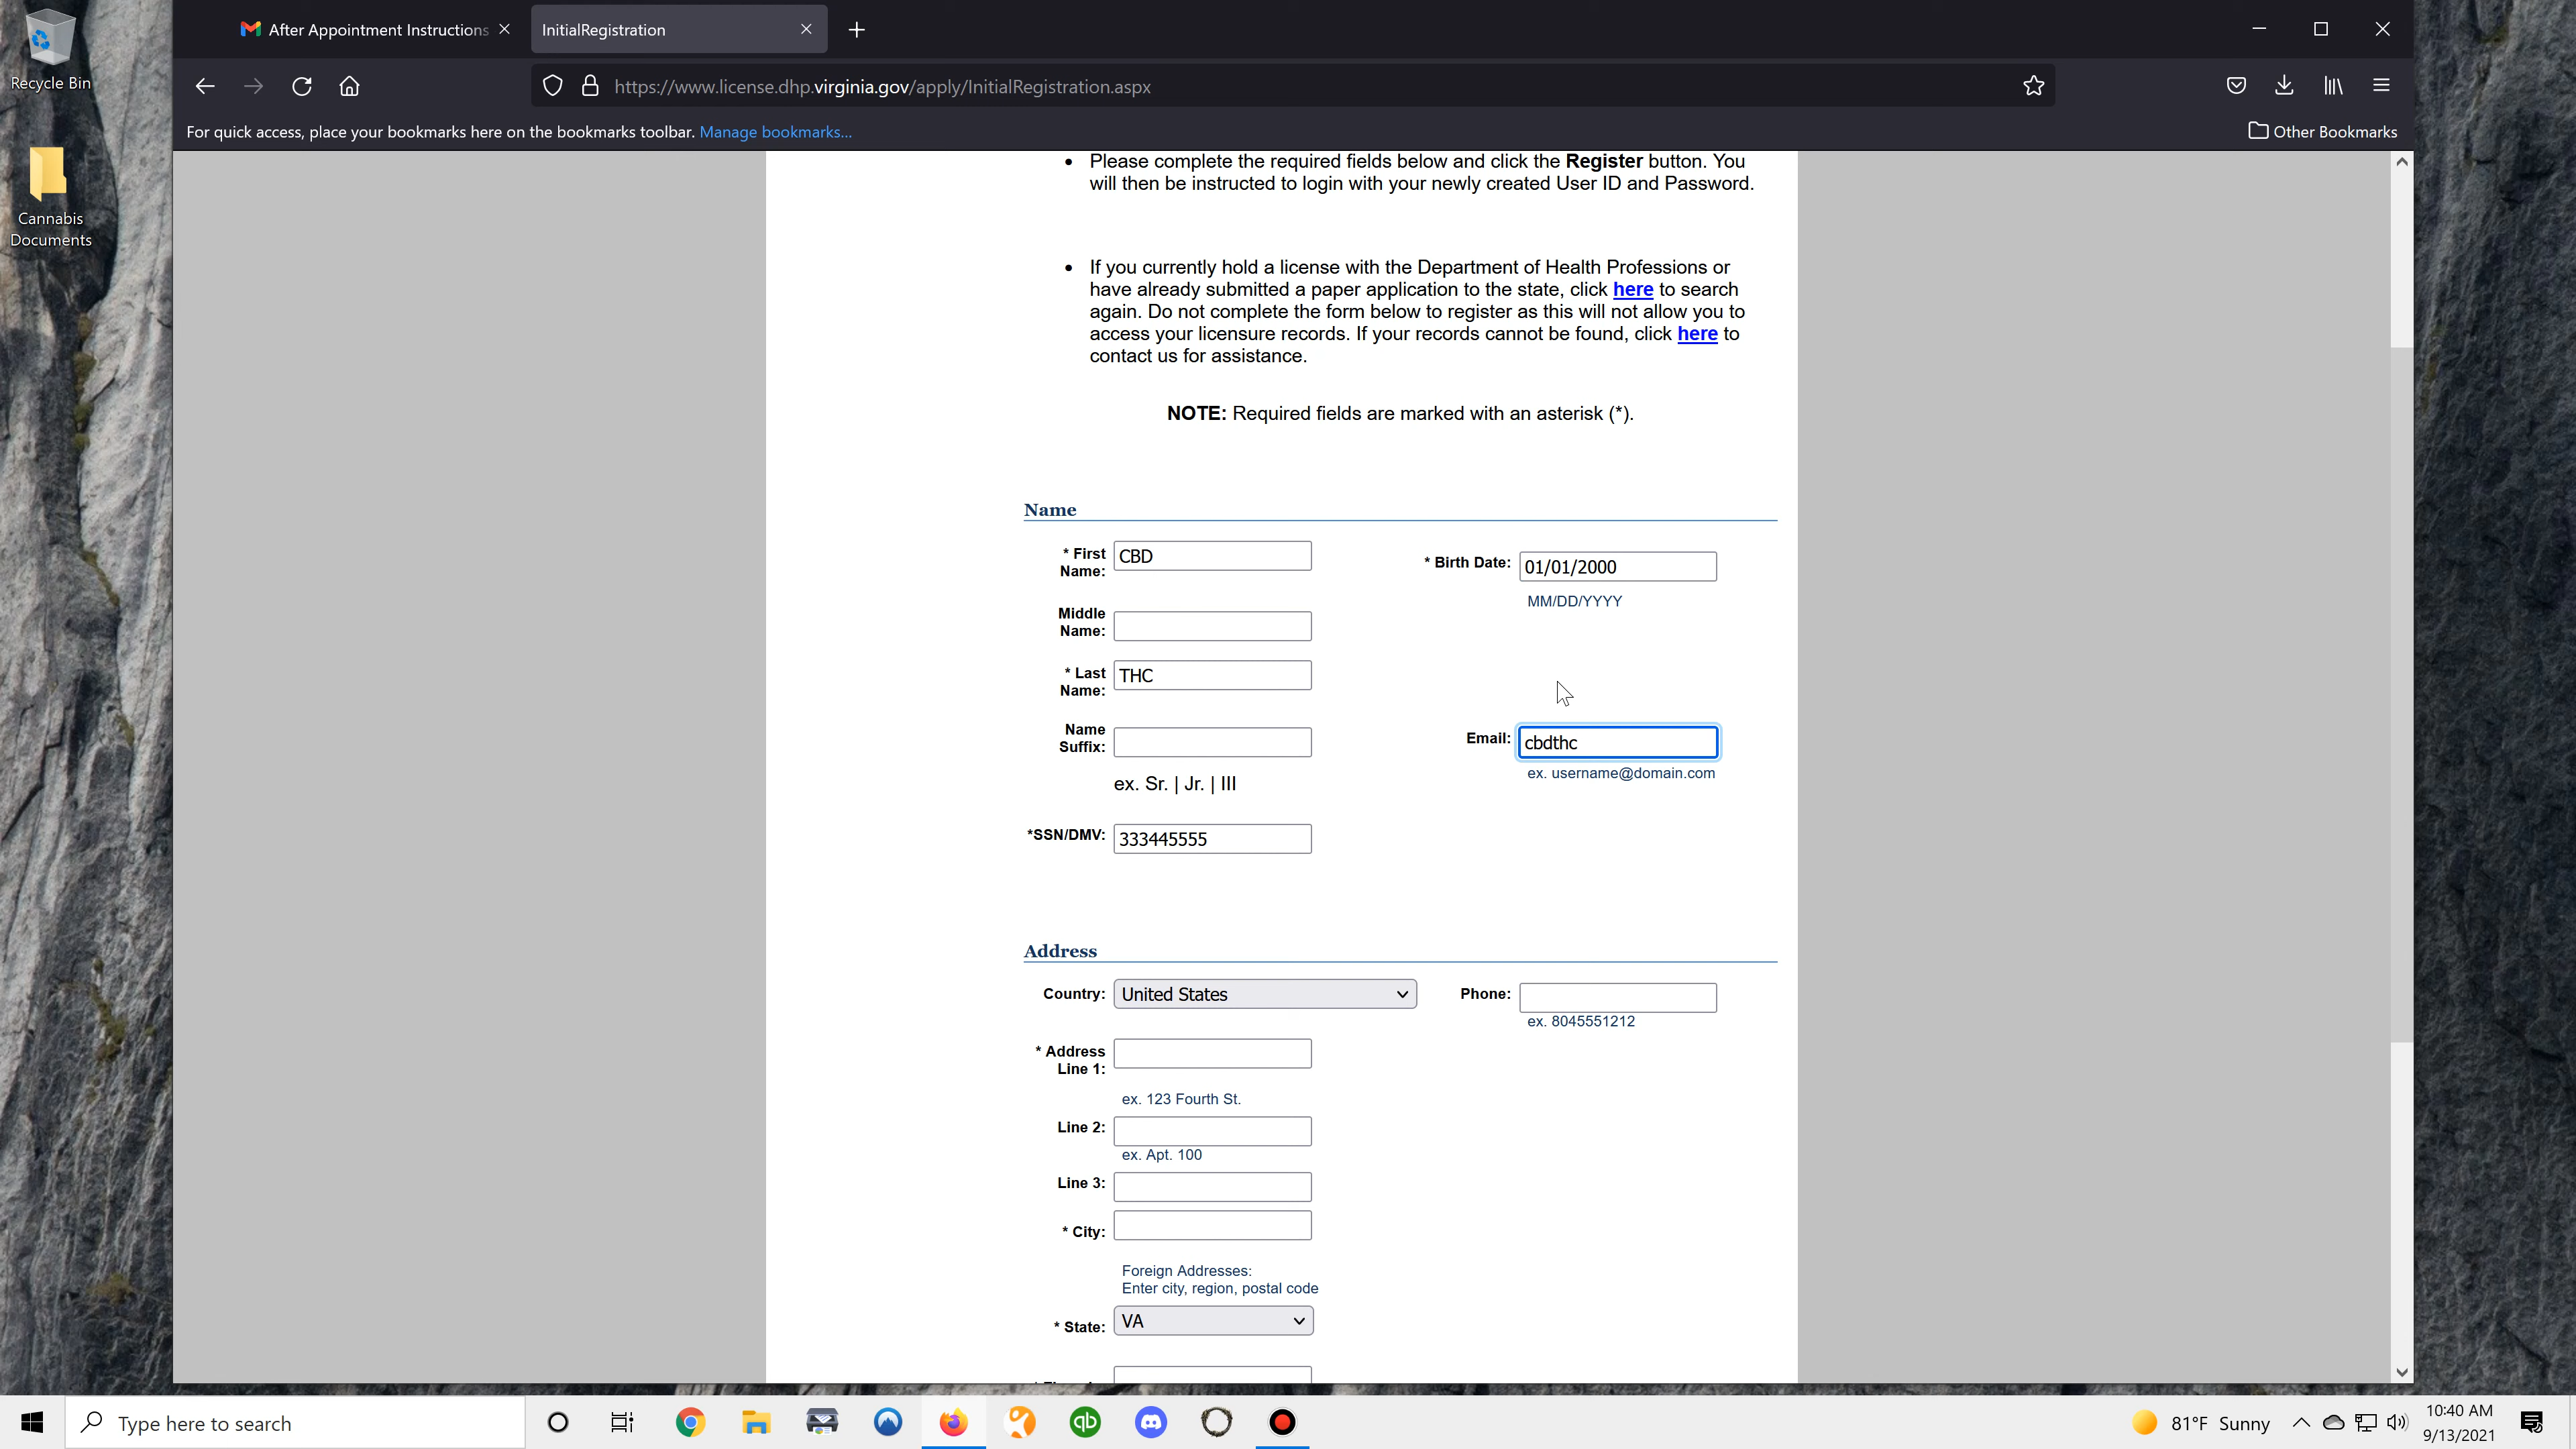 Recycle Bin
Cannabis
Documents
After Appointment Instructions
InitialRegistration
https://www.license.dhp.virginia.gov/apply/InitialRegistration.aspx
For quick access, place your bookmarks here on the bookmarks toolbar. Manage bookmarks...
Other Bookmarks
• Please complete the required fields below and click the Register button. You
will then be instructed to login with your newly created User ID and Password.
• If you currently hold a license with the Department of Health Professions or
have already submitted a paper application to the state, click here to search
again. Do not complete the form below to register as this will not allow you to
access your licensure records. If your records cannot be found, click here to
contact us for assistance.
NOTE: Required fields are marked with an asterisk (*).
Name
* First
Name:
CBD
* Birth Date:
01/01/2000
MM/DD/YYYY
Middle
Name:
* Last
Name:
THC
Name
Suffix:
ex. Sr. | Jr. | III
Email:
cbdthc
ex. username@domain.com
*SSN/DMV:
333445555
Address
Country:
United States
Phone:
ex. 8045551212
* Address
Line 1:
ex. 123 Fourth St.
Line 2:
ex. Apt. 100
Line 3:
* City:
Foreign Addresses:
Enter city, region, postal code
* State:
VA
Type here to search
qb
81°F Sunny
10:40 AM
9/13/2021